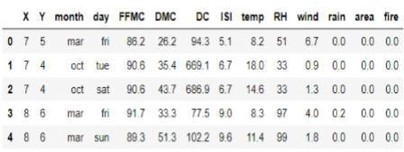 X Y month day FFMC DMC DC ISI temp RH wind rain area fire
0 7 5 mar fri 86.2 26.2 94.3 5.1 8.2 51 6.7 0.0 0.0 0.0
1 7 4 oct tue 90.6 35.4 669.1 6.7 18.0 33 0.9 0.0 0.0 0.0
2 7 4 oct sat 90.6 43.7 686.9 6.7 14.6 33 1.3 0.0 0.0 0.0
3 8 6 mar fri 91.7 33.3 77.5 9.0 8.3 97 4.0 0.2 0.0 0.0
4 8 6 mar sun 89.3 51.3 102.2 9.6 11.4 99 1.8 0.0 0.0 0.0